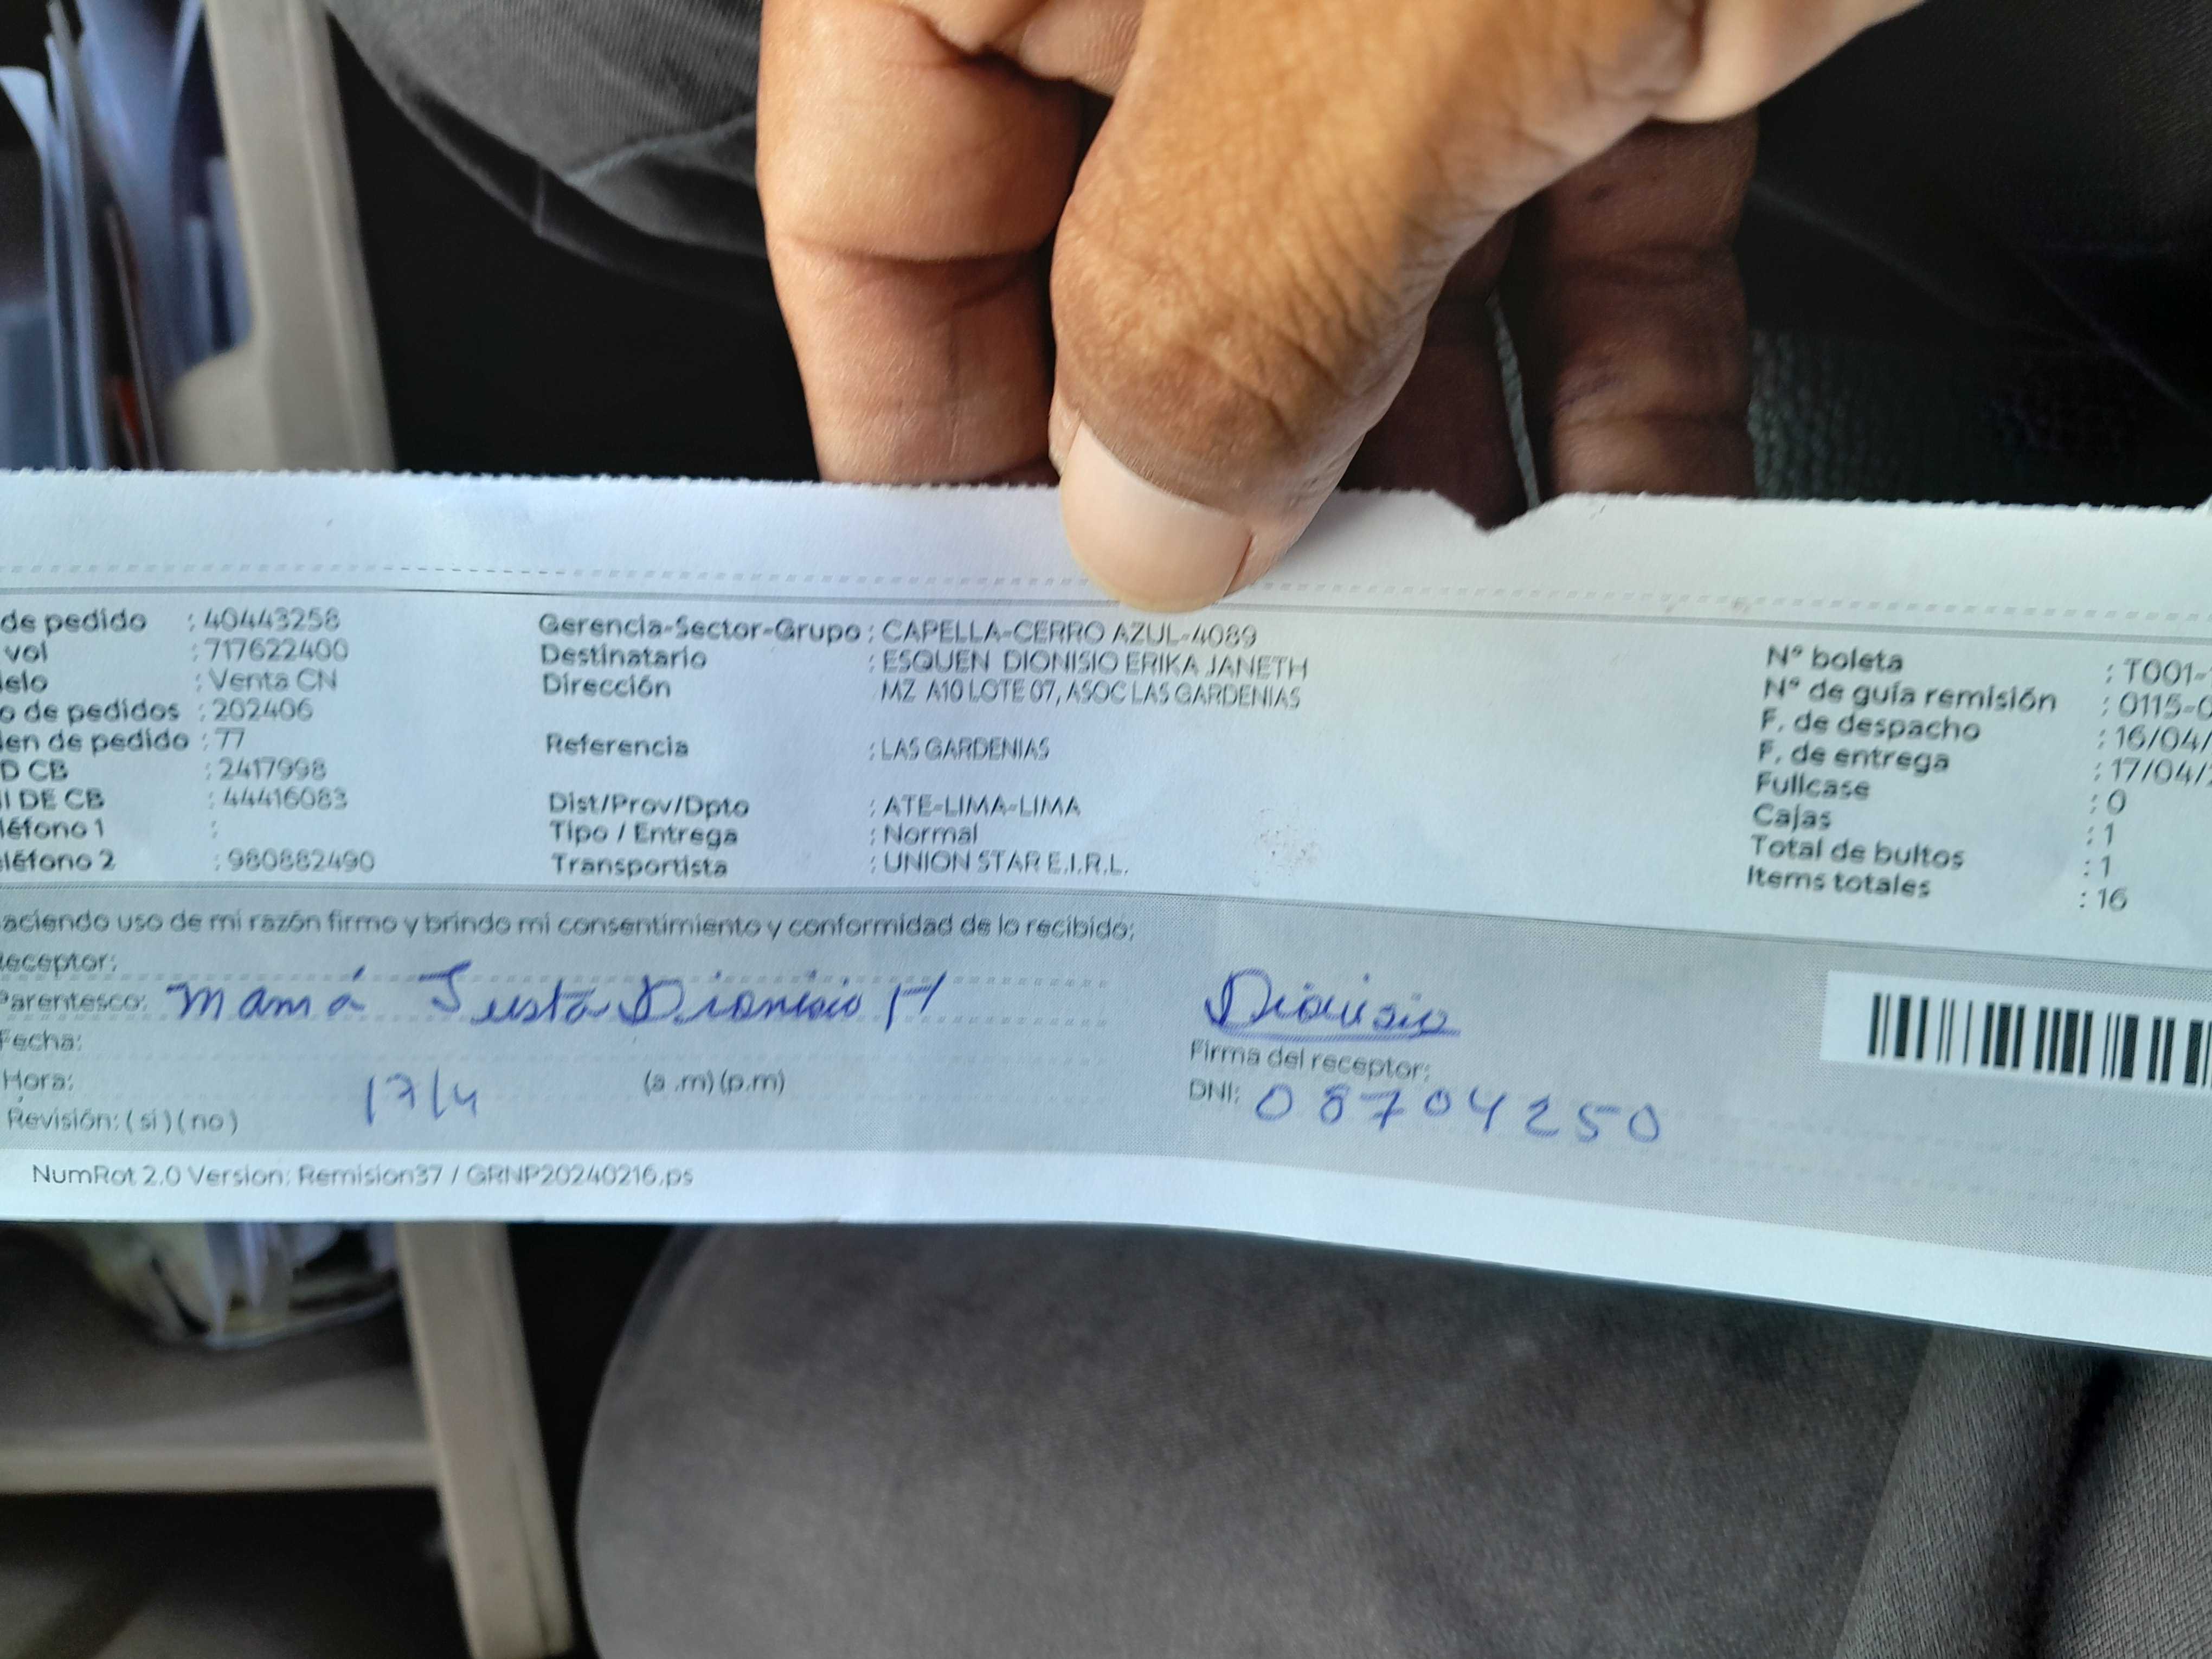 de pedido : 40443258
vol : 717622400
elo : Venta CN
o de pedidos : 202406
en de pedido : 77
D CB : 2417998
I DE CB : 44416083
léfono 1 :
léfono 2 : 980882490
Gerencia-Sector-Grupo : CAPELLA-CERRO AZUL-4089
Destinatario : ESQUEN DIONISIO ERIKA JANETH
Dirección MZ A10 LOTE 07, ASOC LAS GARDENIAS
Referencia : LAS GARDENIAS
Dist/Prov/Dpto : ATE-LIMA-LIMA
Tipo / Entrega : Normal
Transportista : UNION STAR E.I.R.L.
N° boleta : T001-
N° de guía remisión : 0115-0
F. de despacho : 16/04/
F. de entrega : 17/04/
Fullcase : 0
Cajas : 1
Total de bultos : 1
Items totales : 16
aciendo uso de mi razón firmo y brindo mi consentimiento y conformidad de lo recibido:
eceptor:
Parentesco: mamá Justa Dionisio H
Fecha:
Hora: 17/4 (a .m) (p.m)
Revisión: ( si ) ( no )
Dionisio
Firma del receptor:
DNI: 08704250
NumRot 2.0 Version: Remision37 / GRNP20240216.ps